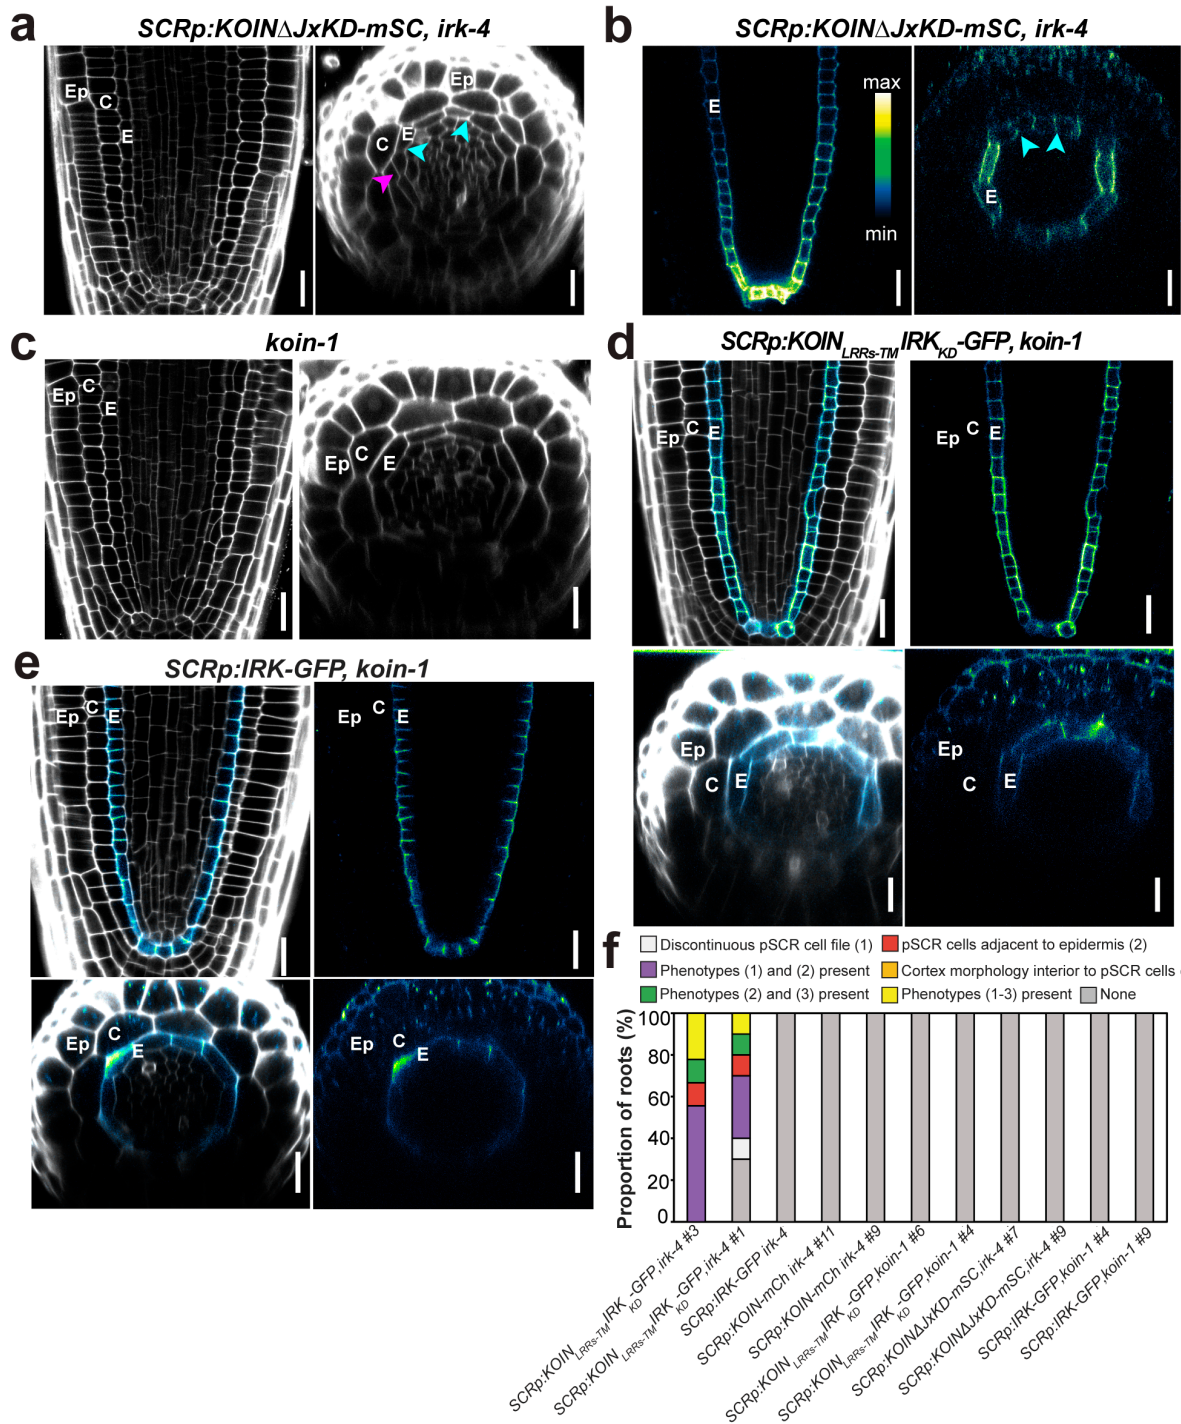 a
SCRp:KOINΔJxKD-mSC, irk-4
Ep
C
E
Ep
C
E
b
SCRp:KOINΔJxKD-mSC, irk-4
E
max
min
E
c
koin-1
Ep
C
E
Ep
C
E
d
SCRp:KOINLRRs-TMIRKKD-GFP, koin-1
Ep
C
E
Ep
C
E
Ep
C
E
Ep
C
E
e
SCRp:IRK-GFP, koin-1
Ep
C
E
Ep
C
E
Ep
C
E
Ep
C
E
f
Discontinuous pSCR cell file (1)
pSCR cells adjacent to epidermis (2)
Phenotypes (1) and (2) present
Cortex morphology interior to pSCR cells (
Phenotypes (2) and (3) present
Phenotypes (1-3) present
None
Proportion of roots (%)
100
80
60
40
20
0
SCRp:KOINLRRs-TMIRKKD-GFP,irk-4 #3
SCRp:KOINLRRs-TMIRKKD-GFP,irk-4 #1
SCRp:IRK-GFP irk-4
SCRp:KOIN-mCh irk-4 #11
SCRp:KOIN-mCh irk-4 #9
SCRp:KOINLRRs-TMIRKKD-GFP,koin-1 #6
SCRp:KOINLRRs-TMIRKKD-GFP,koin-1 #4
SCRp:KOINΔJxKD-mSC,irk-4 #7
SCRp:KOINΔJxKD-mSC,irk-4 #9
SCRp:IRK-GFP,koin-1 #4
SCRp:IRK-GFP,koin-1 #9